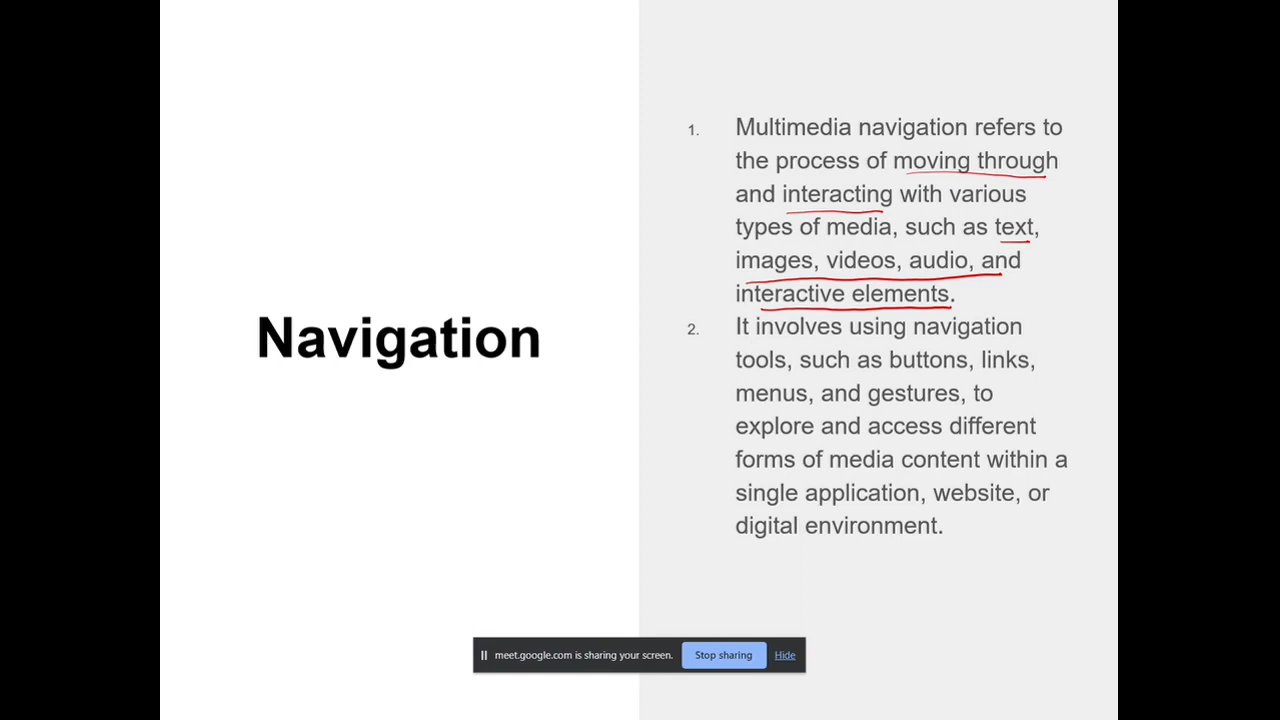 Navigation
1. Multimedia navigation refers to
the process of moving through
and interacting with various
types of media, such as text,
images, videos, audio, and
interactive elements.
2. It involves using navigation
tools, such as buttons, links,
menus, and gestures, to
explore and access different
forms of media content within a
single application, website, or
digital environment.
meet.google.com is sharing your screen. Stop sharing Hide